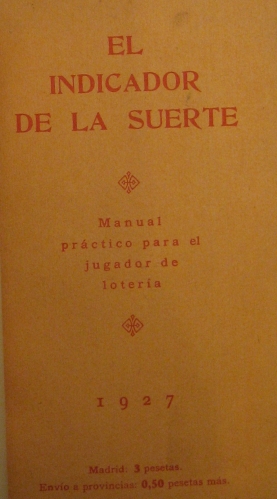 EL
INDICADOR
DE LA SUERTE
Manual
práctico para el
jugador de
lotería
1927
Madrid: 3 pesetas.
Envío a provincias: 0,50 pesetas más.